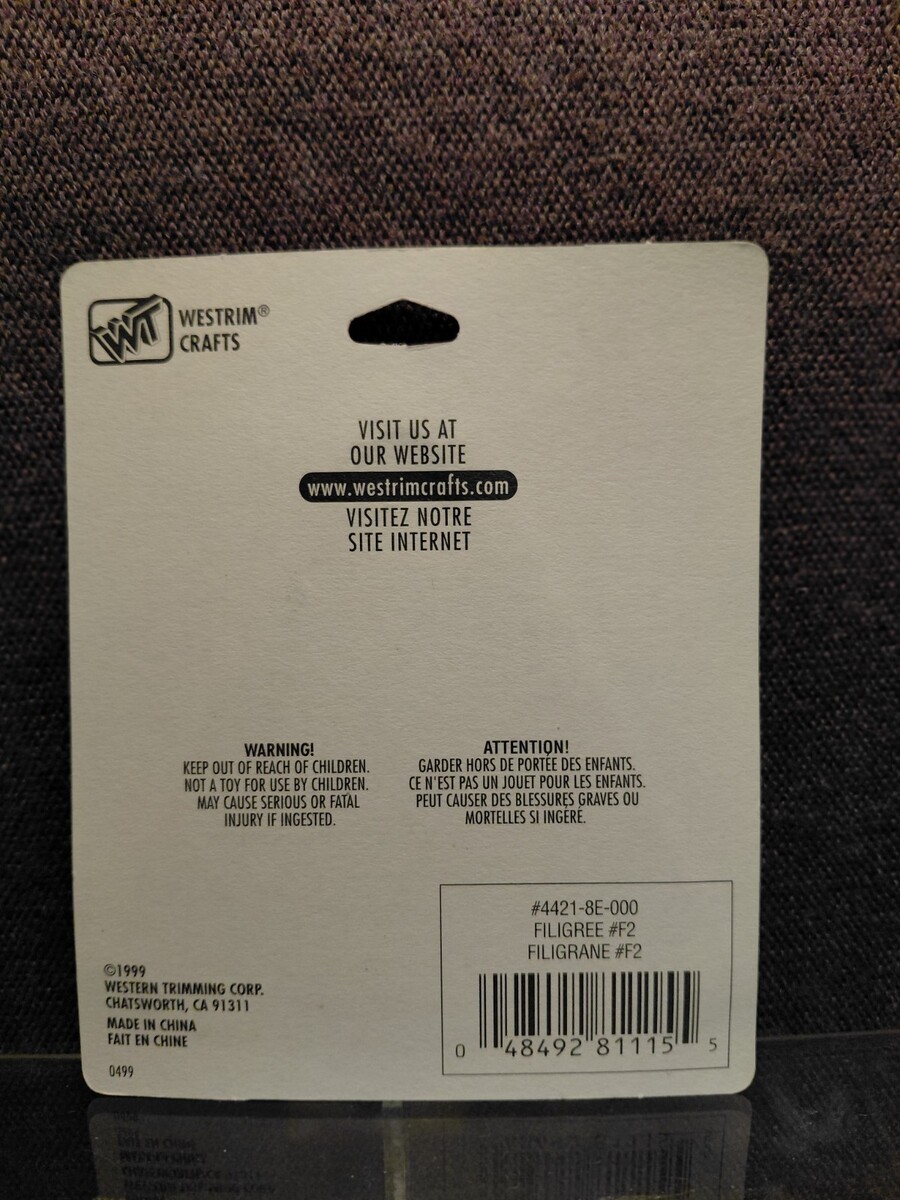 WT WESTRIM®
CRAFTS
VISIT US AT
OUR WEBSITE
www.westrimcrafts.com
VISITEZ NOTRE
SITE INTERNET
WARNING!
KEEP OUT OF REACH OF CHILDREN.
NOT A TOY FOR USE BY CHILDREN.
MAY CAUSE SERIOUS OR FATAL
INJURY IF INGESTED.
ATTENTION!
GARDER HORS DE PORTÉE DES ENFANTS.
CE N'EST PAS UN JOUET POUR LES ENFANTS.
PEUT CAUSER DES BLESSURES GRAVES OU
MORTELLES SI INGÉRÉ.
#4421-8E-000
FILIGREE #F2
FILIGRANE #F2
0 48492 81115 5
©1999
WESTERN TRIMMING CORP.
CHATSWORTH, CA 91311
MADE IN CHINA
FAIT EN CHINE
0499